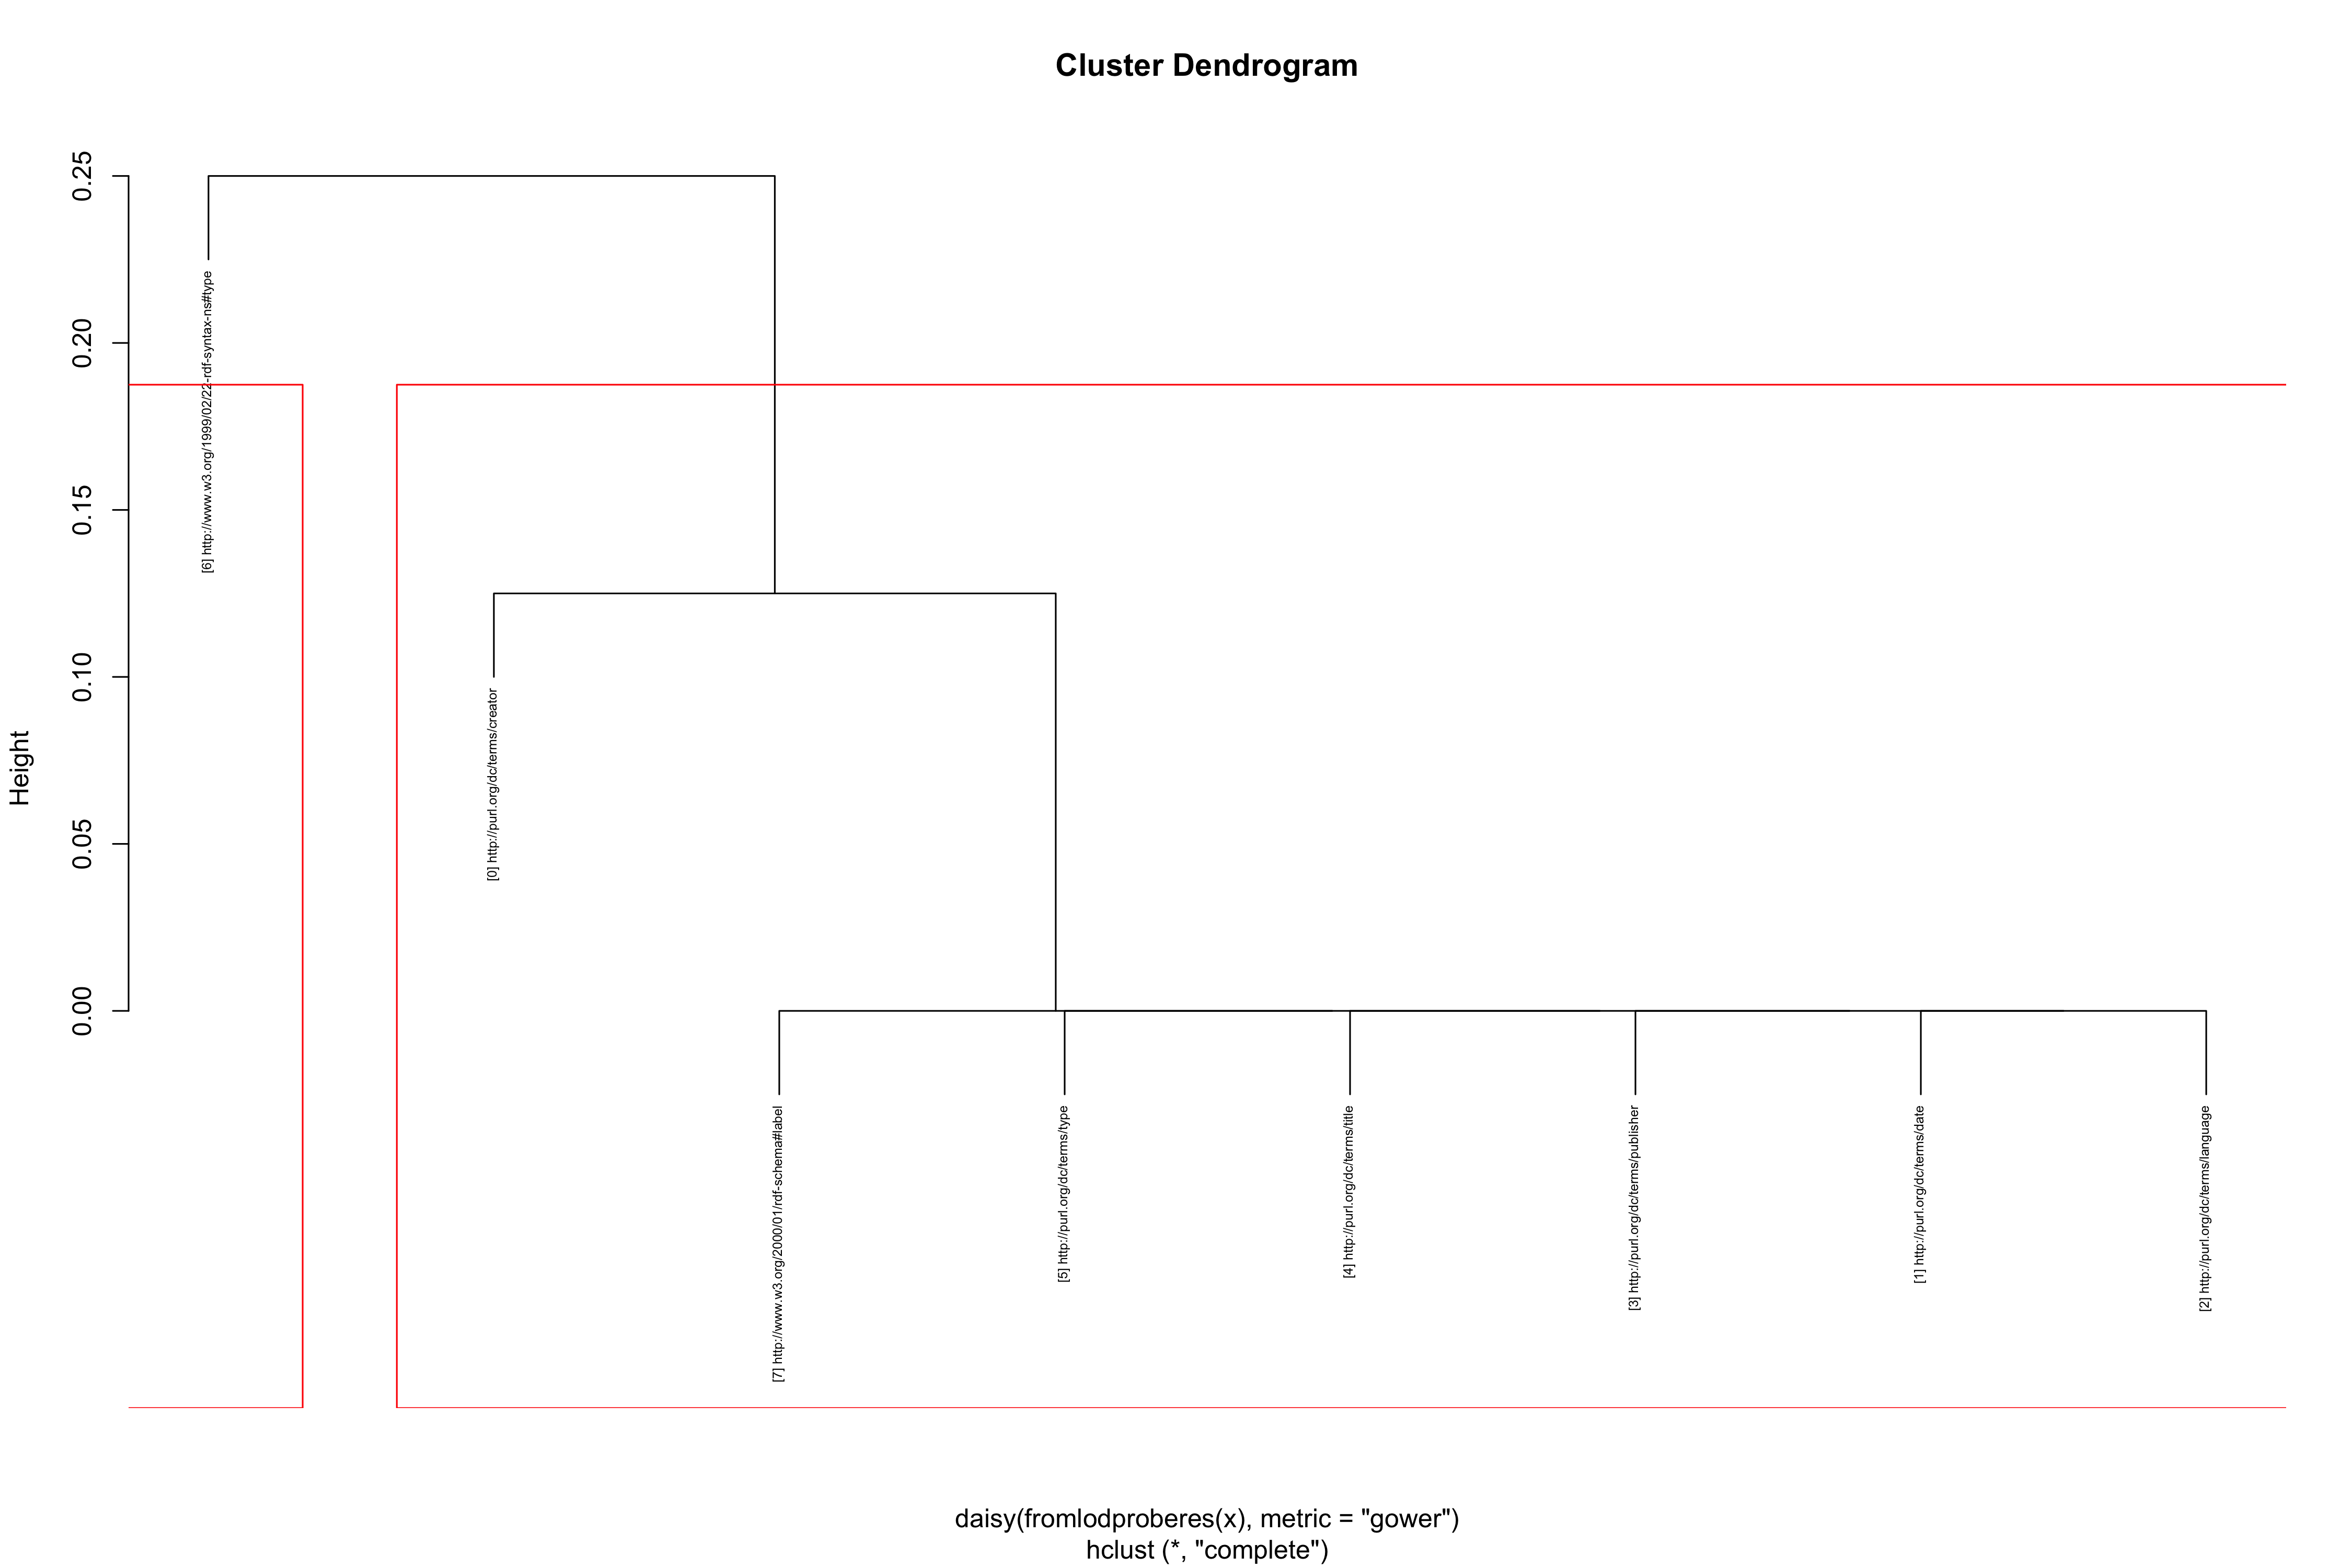 Cluster Dendrogram
Height
0.25
0.20
0.15
0.10
0.05
0.00
[6] http://www.w3.org/1999/02/22-rdf-syntax-ns#type
[0] http://purl.org/dc/terms/creator
[7] http://www.w3.org/2000/01/rdf-schema#label
[5] http://purl.org/dc/terms/type
[4] http://purl.org/dc/terms/title
[3] http://purl.org/dc/terms/publisher
[1] http://purl.org/dc/terms/date
[2] http://purl.org/dc/terms/language
daisy(fromlodproberes(x), metric = "gower")
hclust (*, "complete")